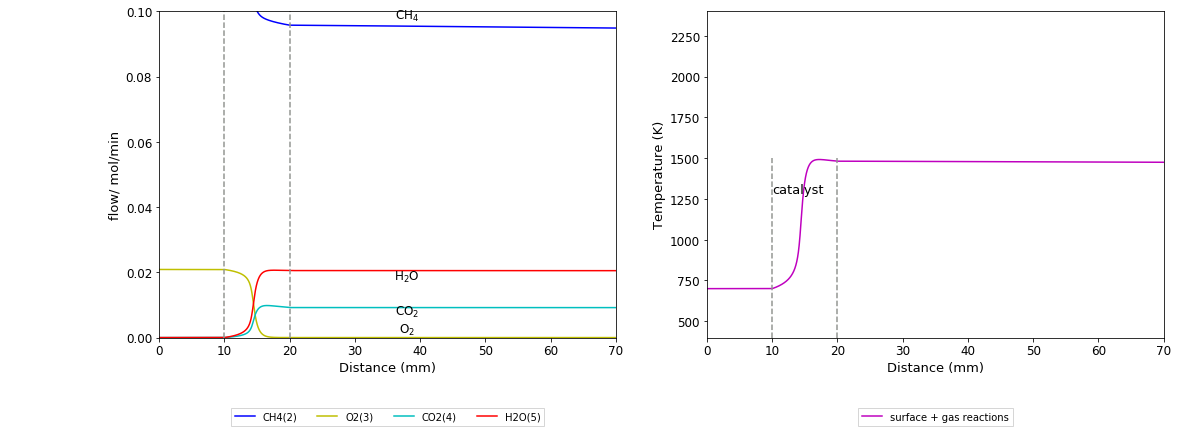 0.10
0.08
0.06
0.04
0.02
0.00
flow/ mol/min
CH₄
H₂O
CO₂
O₂
0 10 20 30 40 50 60 70
Distance (mm)
CH4(2) O2(3) CO2(4) H2O(5)
2250
2000
1750
1500
1250
1000
750
500
Temperature (K)
catalyst
0 10 20 30 40 50 60 70
Distance (mm)
surface + gas reactions